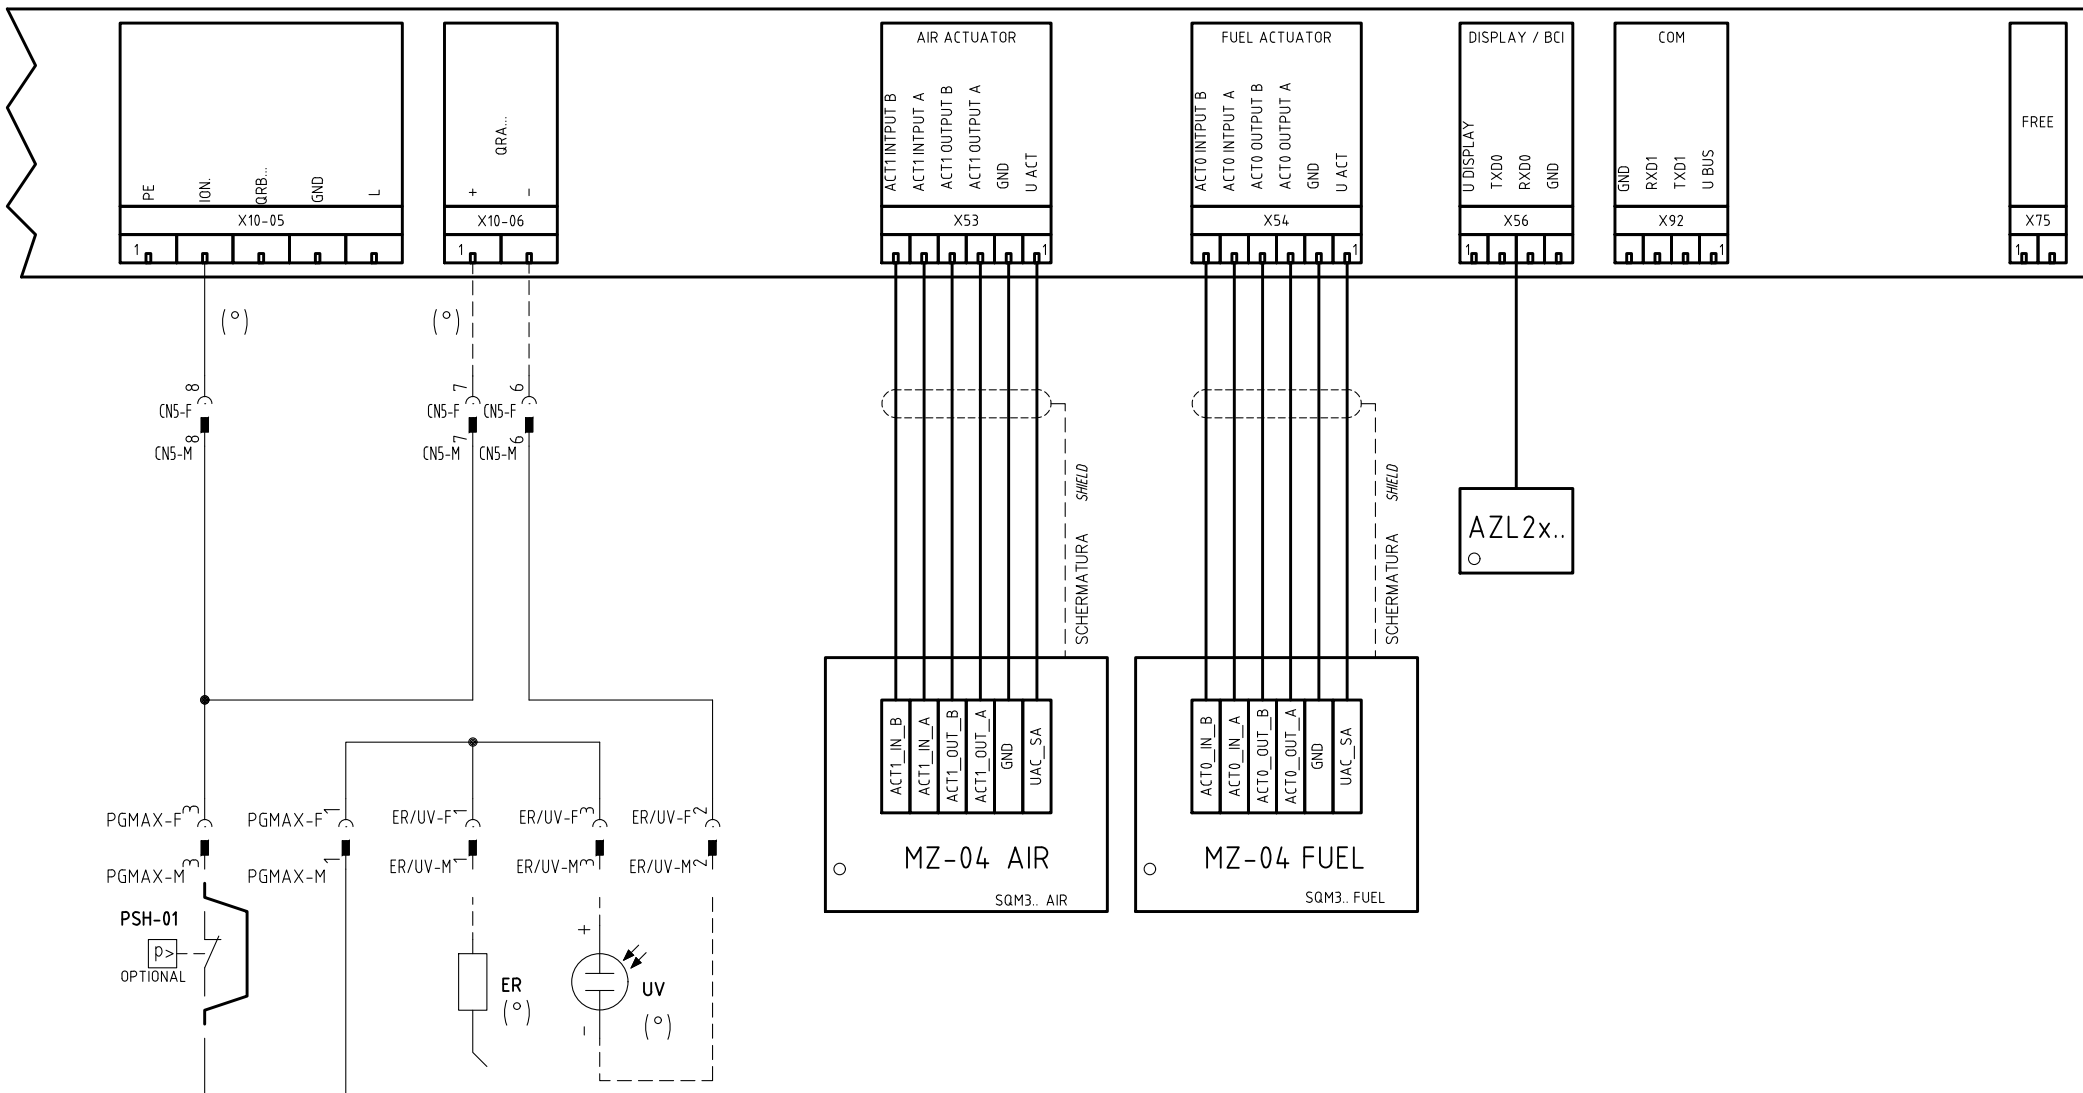 AIR ACTUATOR
FUEL ACTUATOR
DISPLAY / BCI
COM
PE
ION.
QRB...
GND
L
QRA...
+
-
ACT1 INTPUT B
ACT1 INTPUT A
ACT1 OUTPUT B
ACT1 OUTPUT A
GND
U ACT
ACT0 INTPUT B
ACT0 INTPUT A
ACT0 OUTPUT B
ACT0 OUTPUT A
GND
U ACT
U DISPLAY
TXD0
RXD0
GND
GND
RXD1
TXD1
U BUS
FREE
X10-05
X10-06
X53
X54
X56
X92
X75
1
1
1
1
1
1
1
(°)
(°)
8
7
6
CN5-F
CN5-F
CN5-F
8
7
6
CN5-M
CN5-M
CN5-M
SCHERMATURA SHIELD
SCHERMATURA SHIELD
AZL2x..
ACT1_IN_B
ACT1_IN_A
ACT1_OUT_B
ACT1_OUT_A
GND
UAC_SA
ACT0_IN_B
ACT0_IN_A
ACT0_OUT_B
ACT0_OUT_A
GND
UAC_SA
PGMAX-F 3
PGMAX-F 1
ER/UV-F 1
ER/UV-F 3
ER/UV-F 2
PGMAX-M 3
PGMAX-M 1
ER/UV-M 1
ER/UV-M 3
ER/UV-M 2
MZ-04 AIR
MZ-04 FUEL
SQM3.. AIR
SQM3.. FUEL
PSH-01
p>
OPTIONAL
ER
(°)
+
-
UV
(°)